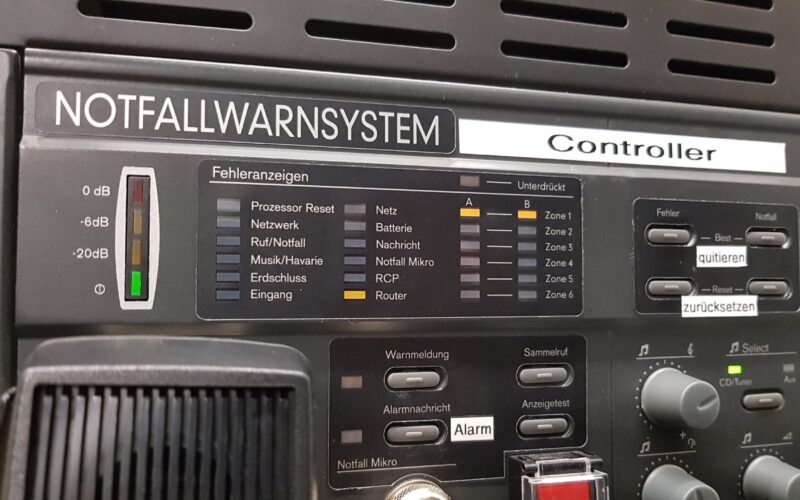 NOTFALLWARNSYSTEM
Controller
Fehleranzeigen
Unterdrückt
0 dB
-6dB
-20dB
A
B
Prozessor Reset
Netz
Zone 1
Netzwerk
Batterie
Zone 2
Ruf/Notfall
Nachricht
Zone 3
Musik/Havarie
Notfall Mikro
Zone 4
Erdschluss
RCP
Zone 5
Eingang
Router
Zone 6
Fehler
Notfall
Best
quitieren
Reset
zurücksetzen
Warnmeldung
Sammelruf
Alarmnachricht
Alarm
Anzeigetest
Notfall Mikro
Select
CD/Tuner
Aux